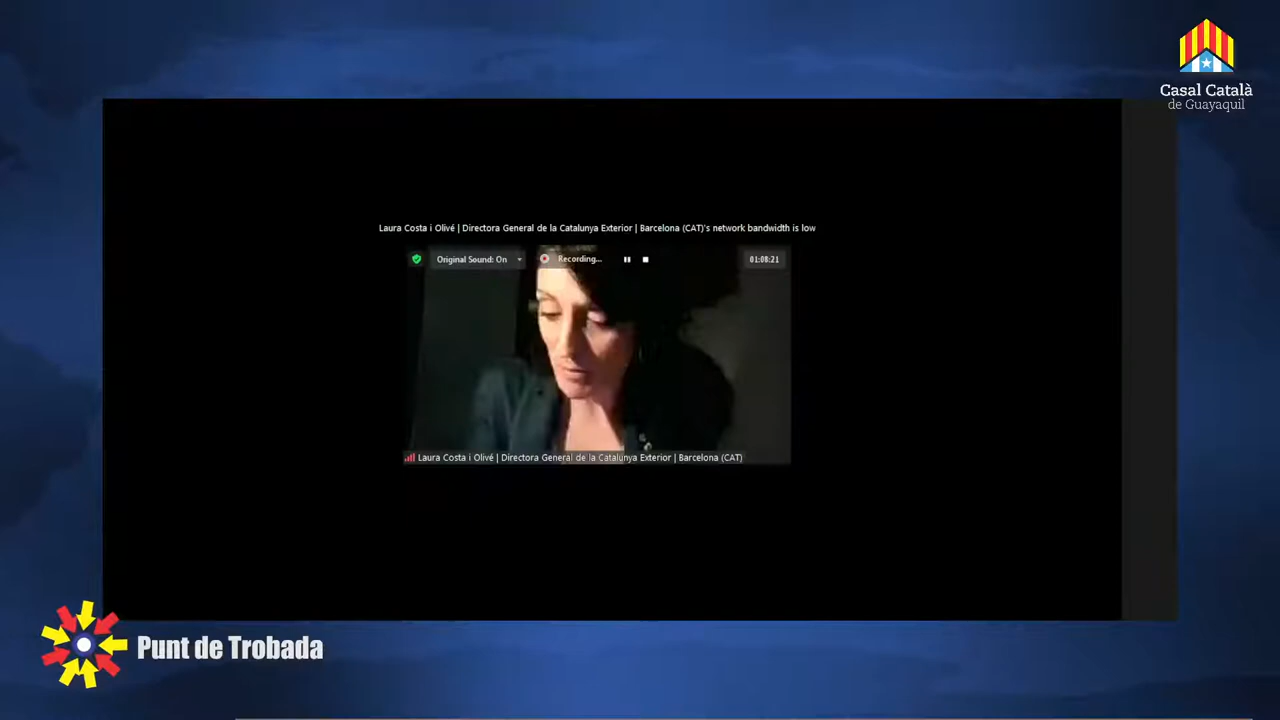 Casal Català
de Guayaquil
Laura Costa i Olivé | Directora General de la Catalunya Exterior | Barcelona (CAT)'s network bandwidth is low
Original Sound: On
Recording...
01:08:21
Laura Costa i Olivé | Directora General de la Catalunya Exterior | Barcelona (CAT)
Punt de Trobada